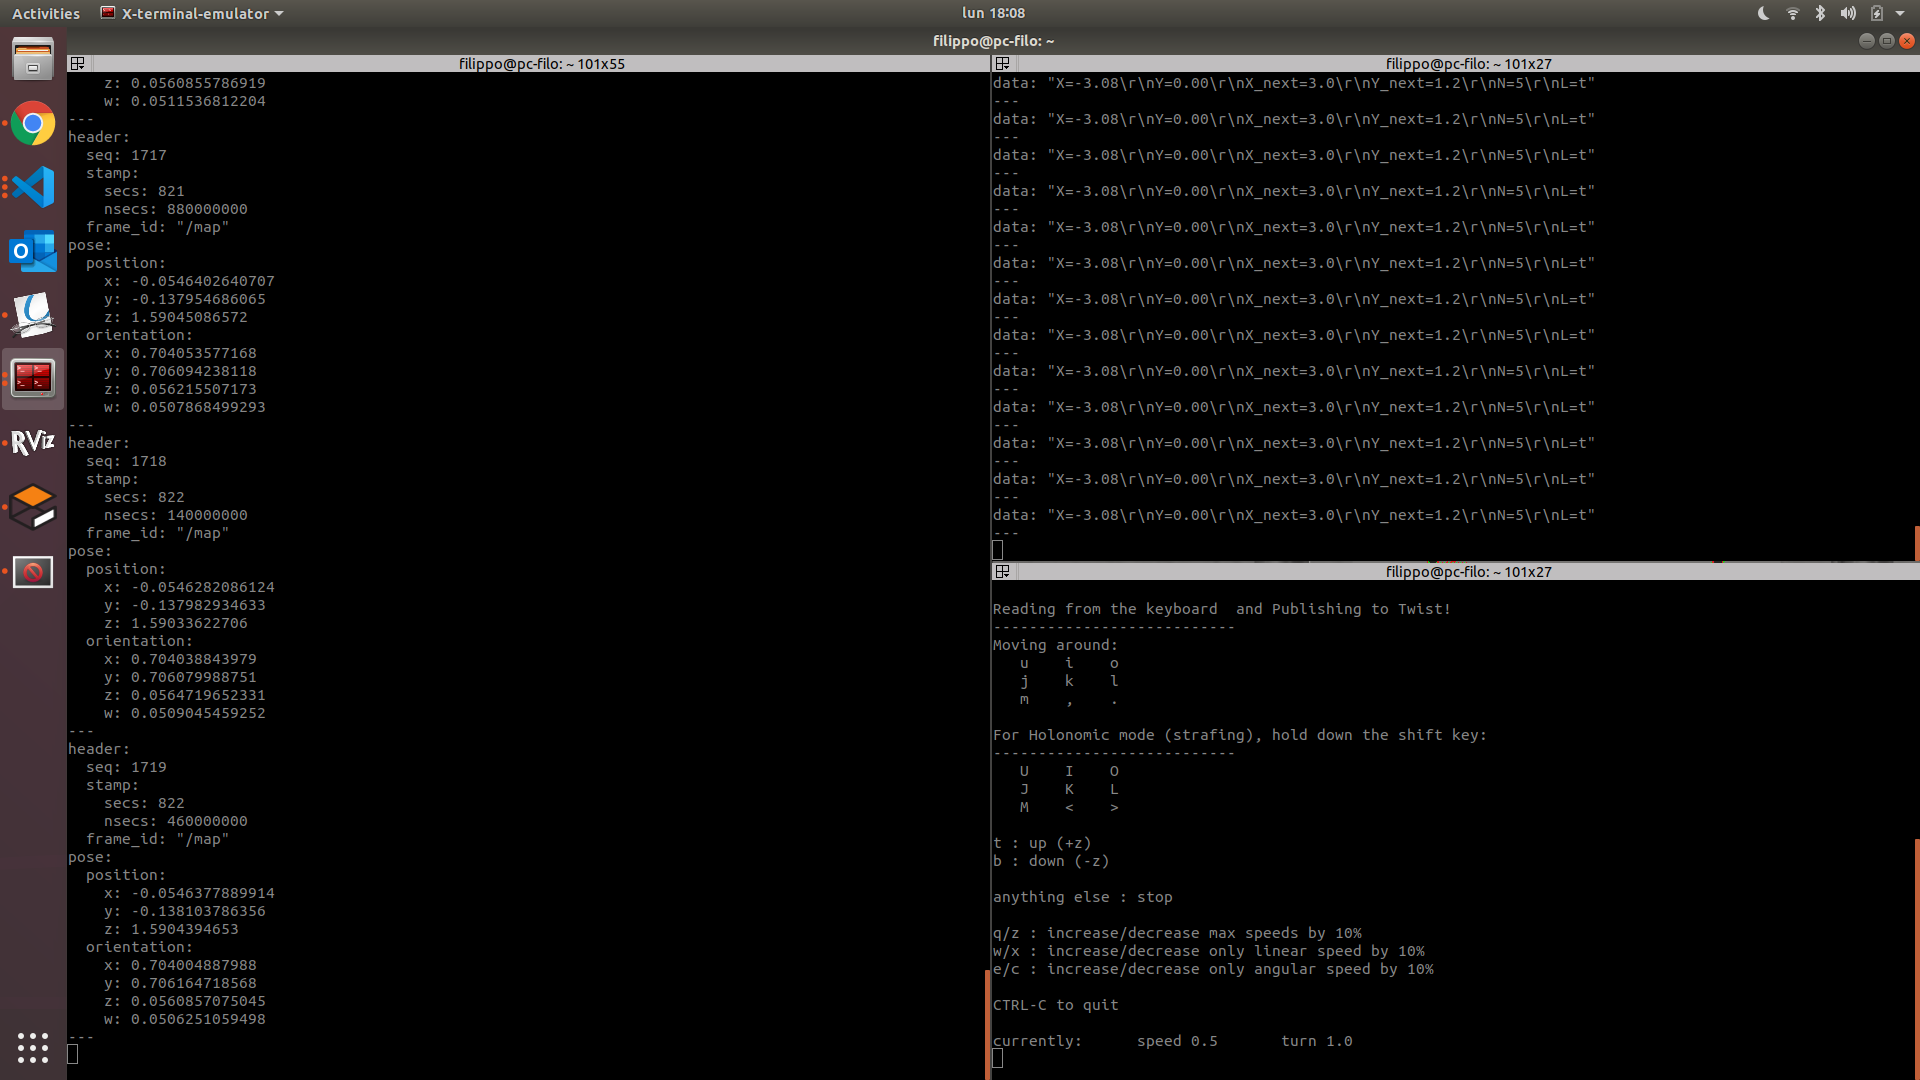 Activities
X-terminal-emulator
lun 18:08
filippo@pc-filo: ~
filippo@pc-filo: ~ 101x55
z: 0.0560855786919
w: 0.0511536812204
---
header:
seq: 1717
stamp:
secs: 821
nsecs: 880000000
frame_id: "/map"
pose:
position:
x: -0.0546402640707
y: -0.137954686065
z: 1.59045086572
orientation:
x: 0.704053577168
y: 0.706094238118
z: 0.056215507173
w: 0.0507868499293
---
header:
seq: 1718
stamp:
secs: 822
nsecs: 140000000
frame_id: "/map"
pose:
position:
x: -0.0546282086124
y: -0.137982934633
z: 1.59033622706
orientation:
x: 0.704038843979
y: 0.706079988751
z: 0.0564719652331
w: 0.0509045459252
---
header:
seq: 1719
stamp:
secs: 822
nsecs: 460000000
frame_id: "/map"
pose:
position:
x: -0.0546377889914
y: -0.138103786356
z: 1.5904394653
orientation:
x: 0.704004887988
y: 0.706164718568
z: 0.0560857075045
w: 0.0506251059498
---
filippo@pc-filo: ~ 101x27
data: "X=-3.08\r\nY=0.00\r\nX_next=3.0\r\nY_next=1.2\r\nN=5\r\nL=t"
---
data: "X=-3.08\r\nY=0.00\r\nX_next=3.0\r\nY_next=1.2\r\nN=5\r\nL=t"
---
data: "X=-3.08\r\nY=0.00\r\nX_next=3.0\r\nY_next=1.2\r\nN=5\r\nL=t"
---
data: "X=-3.08\r\nY=0.00\r\nX_next=3.0\r\nY_next=1.2\r\nN=5\r\nL=t"
---
data: "X=-3.08\r\nY=0.00\r\nX_next=3.0\r\nY_next=1.2\r\nN=5\r\nL=t"
---
data: "X=-3.08\r\nY=0.00\r\nX_next=3.0\r\nY_next=1.2\r\nN=5\r\nL=t"
---
data: "X=-3.08\r\nY=0.00\r\nX_next=3.0\r\nY_next=1.2\r\nN=5\r\nL=t"
---
data: "X=-3.08\r\nY=0.00\r\nX_next=3.0\r\nY_next=1.2\r\nN=5\r\nL=t"
---
data: "X=-3.08\r\nY=0.00\r\nX_next=3.0\r\nY_next=1.2\r\nN=5\r\nL=t"
---
data: "X=-3.08\r\nY=0.00\r\nX_next=3.0\r\nY_next=1.2\r\nN=5\r\nL=t"
---
data: "X=-3.08\r\nY=0.00\r\nX_next=3.0\r\nY_next=1.2\r\nN=5\r\nL=t"
---
data: "X=-3.08\r\nY=0.00\r\nX_next=3.0\r\nY_next=1.2\r\nN=5\r\nL=t"
---
data: "X=-3.08\r\nY=0.00\r\nX_next=3.0\r\nY_next=1.2\r\nN=5\r\nL=t"
---
filippo@pc-filo: ~ 101x27
Reading from the keyboard  and Publishing to Twist!
---------------------------
Moving around:
u i o
j k l
m , .
For Holonomic mode (strafing), hold down the shift key:
---------------------------
U I O
J K L
M < >
t : up (+z)
b : down (-z)
anything else : stop
q/z : increase/decrease max speeds by 10%
w/x : increase/decrease only linear speed by 10%
e/c : increase/decrease only angular speed by 10%
CTRL-C to quit
currently: speed 0.5 turn 1.0
RViz